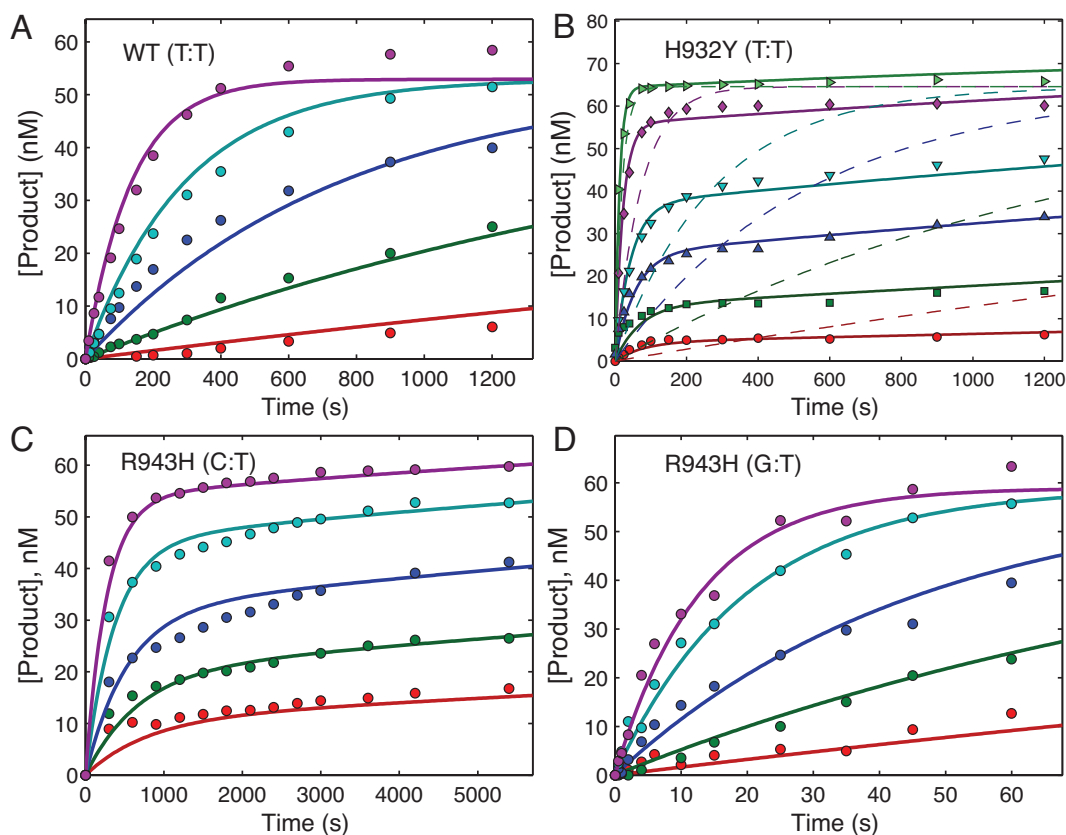 A
WT (T:T)
[Product] (nM)
60
50
40
30
20
10
0
0 200 400 600 800 1000 1200
Time (s)
B
H932Y (T:T)
[Product] (nM)
80
70
60
50
40
30
20
10
0
0 200 400 600 800 1000 1200
Time (s)
C
R943H (C:T)
[Product], nM
60
50
40
30
20
10
0
0 1000 2000 3000 4000 5000
Time (s)
D
R943H (G:T)
[Product], nM
60
50
40
30
20
10
0
0 10 20 30 40 50 60
Time (s)